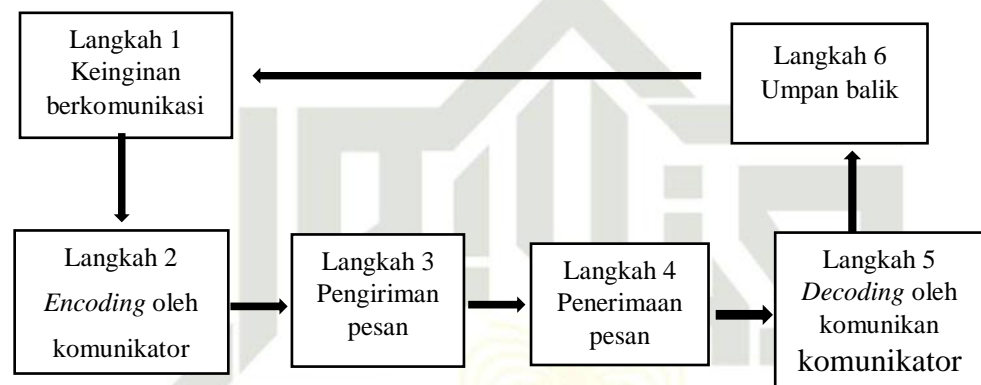 Langkah 1
Keinginan
berkomunikasi
Langkah 2
Encoding oleh
komunikator
Langkah 3
Pengiriman
pesan
Langkah 4
Penerimaan
pesan
Langkah 5
Decoding oleh
komunikan
komunikator
Langkah 6
Umpan balik